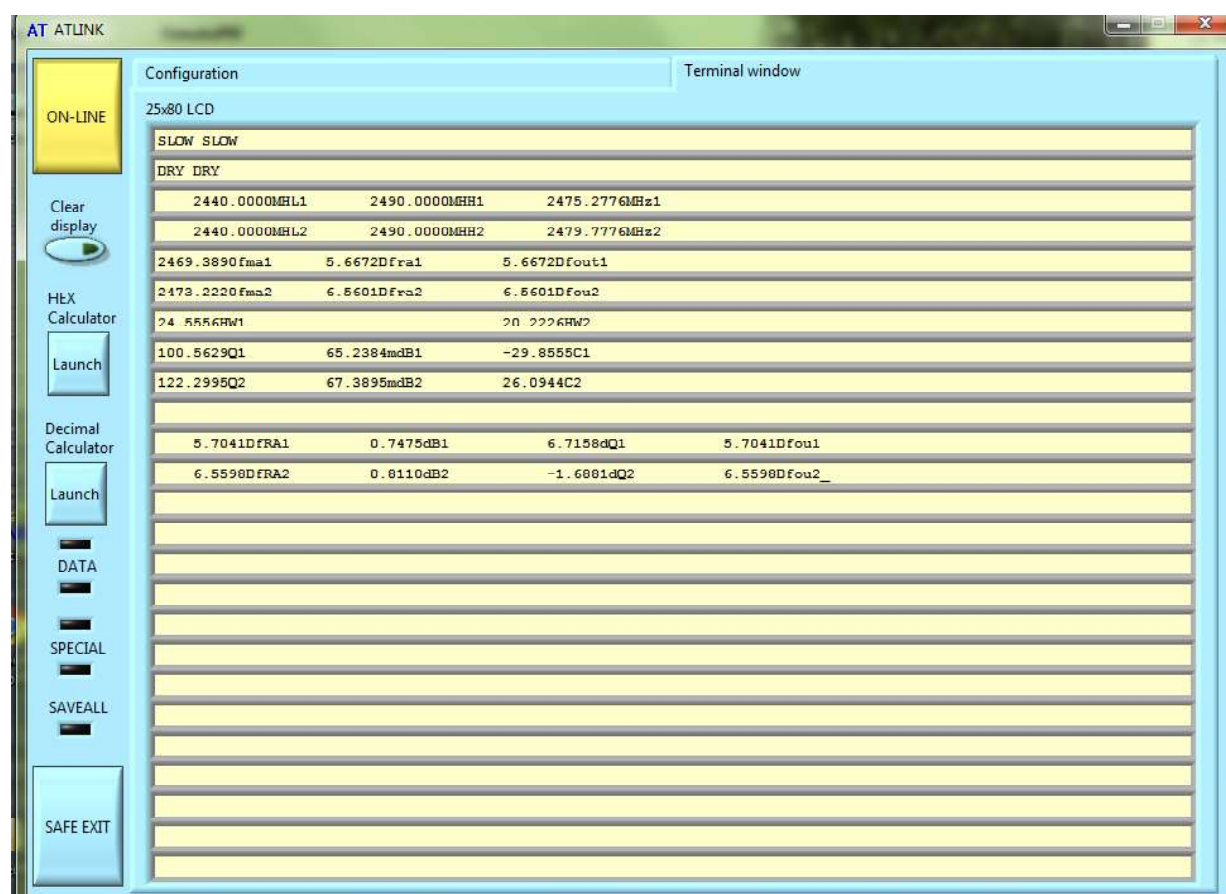 AT ATLINK
Configuration
Terminal window
ON-LINE
25x80 LCD
SLOW SLOW
DRY DRY
2440.0000MHL1 2490.0000MHH1 2475.2776MHz1
2440.0000MHL2 2490.0000MHH2 2479.7776MHz2
2469.3890fma1 5.6672Dfra1 5.6672Dfout1
2473.2220fma2 6.5601Dfra2 6.5601Dfou2
24.5556HW1 20.2226HW2
100.5629Q1 65.2384mdB1 -29.8555C1
122.2995Q2 67.3895mdB2 26.0944C2
5.7041DfRA1 0.7475dB1 6.7158dQ1 5.7041Dfou1
6.5598DfRA2 0.8110dB2 -1.6881dQ2 6.5598Dfou2_
Clear
display
HEX
Calculator
Launch
Decimal
Calculator
Launch
DATA
SPECIAL
SAVEALL
SAFE EXIT